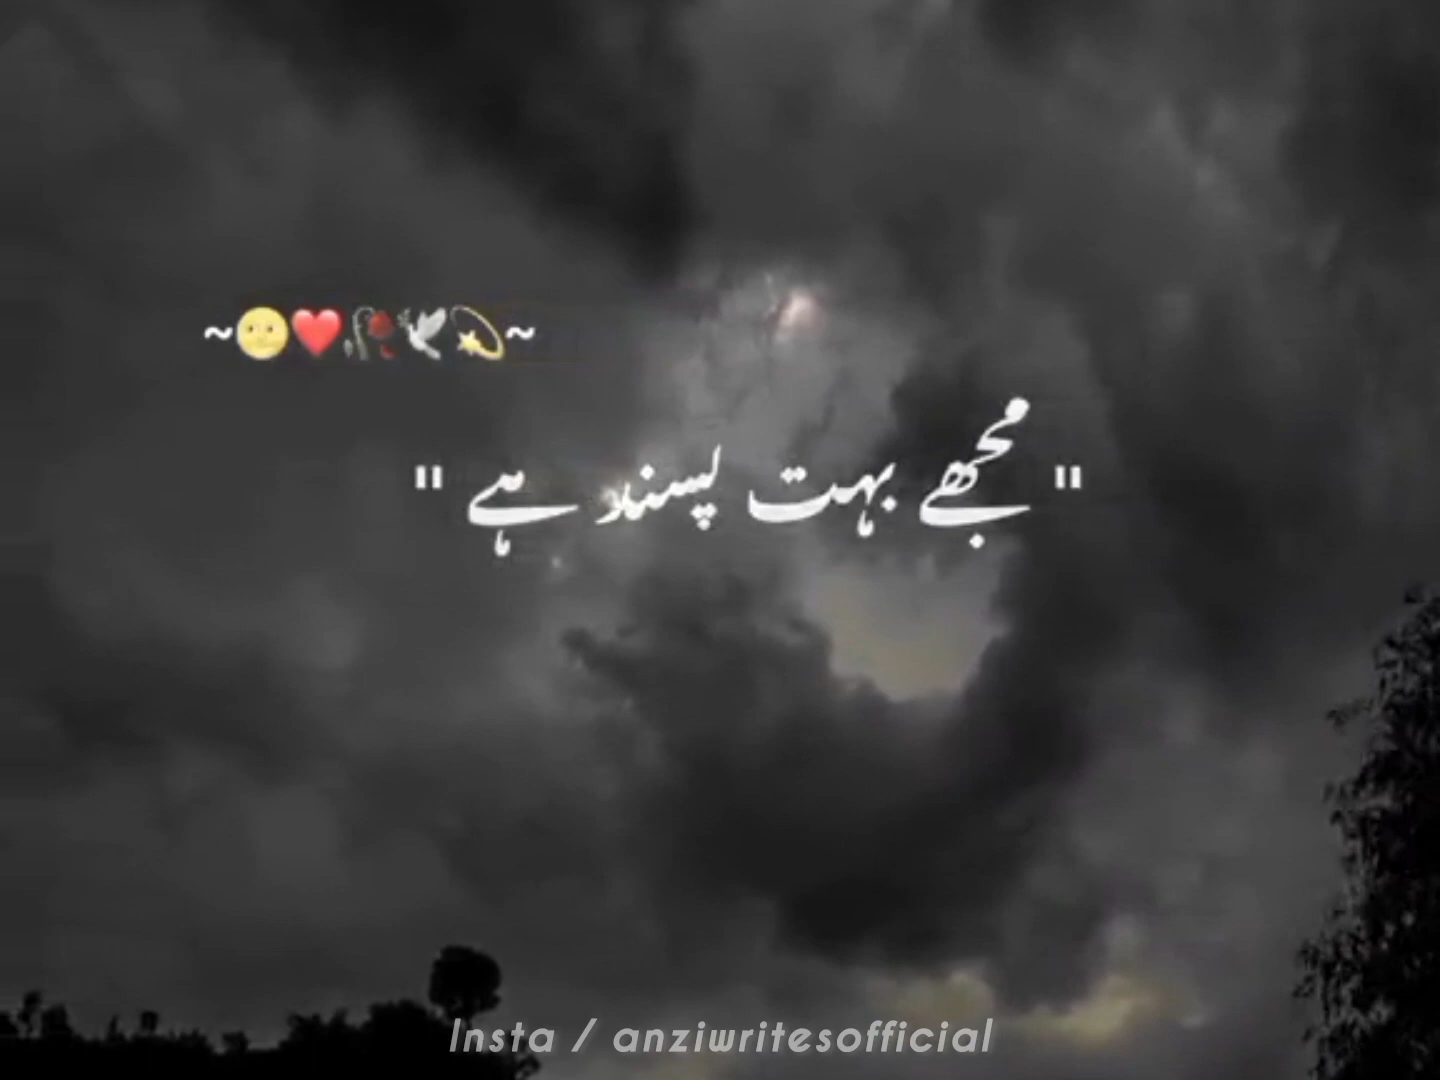 ~🌝❤️🥀🕊️💫~
" مجھے بہت پسند ہے "
Insta / anziwritesofficial